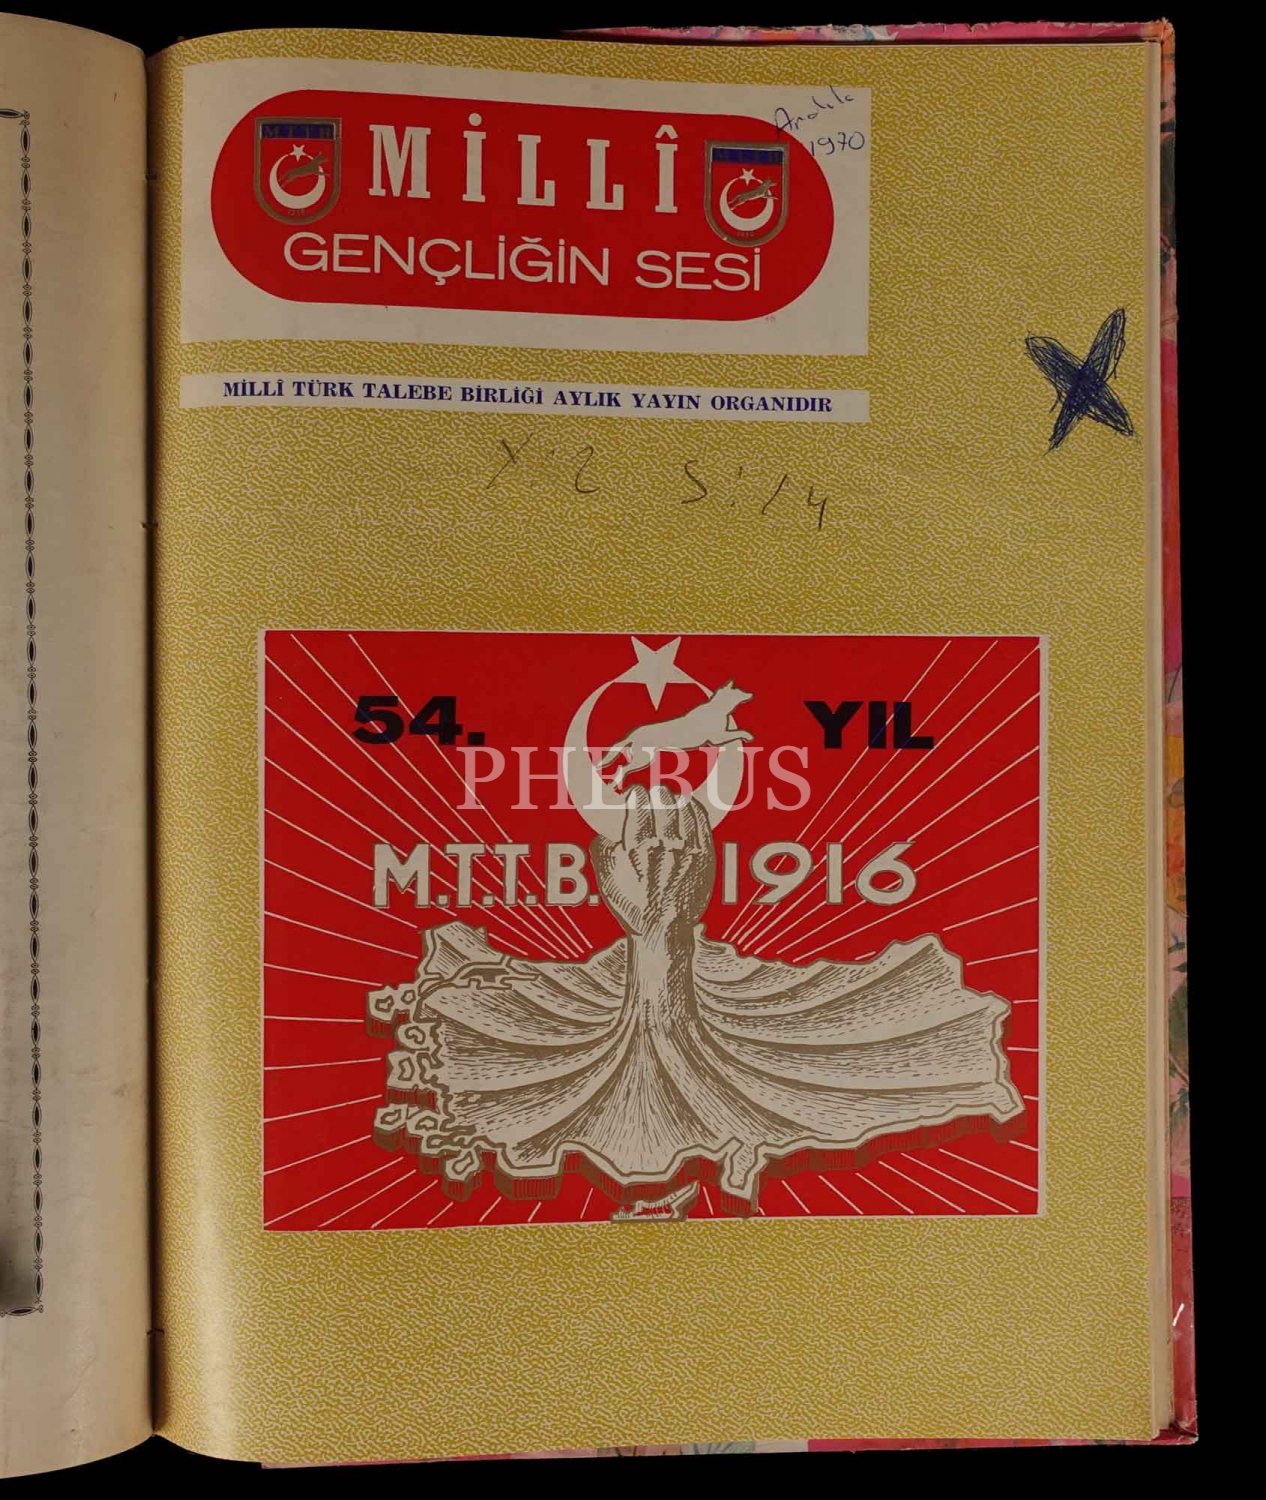 Aralık
1970
M.T.T.B.
MİLLÎ
M.T.T.B.
GENÇLİĞİN SESİ
MİLLÎ TÜRK TALEBE BİRLİĞİ AYLIK YAYIN ORGANIDIR
Y:2 S:14
54. YIL
PHEBUS
M.T.T.B. 1916